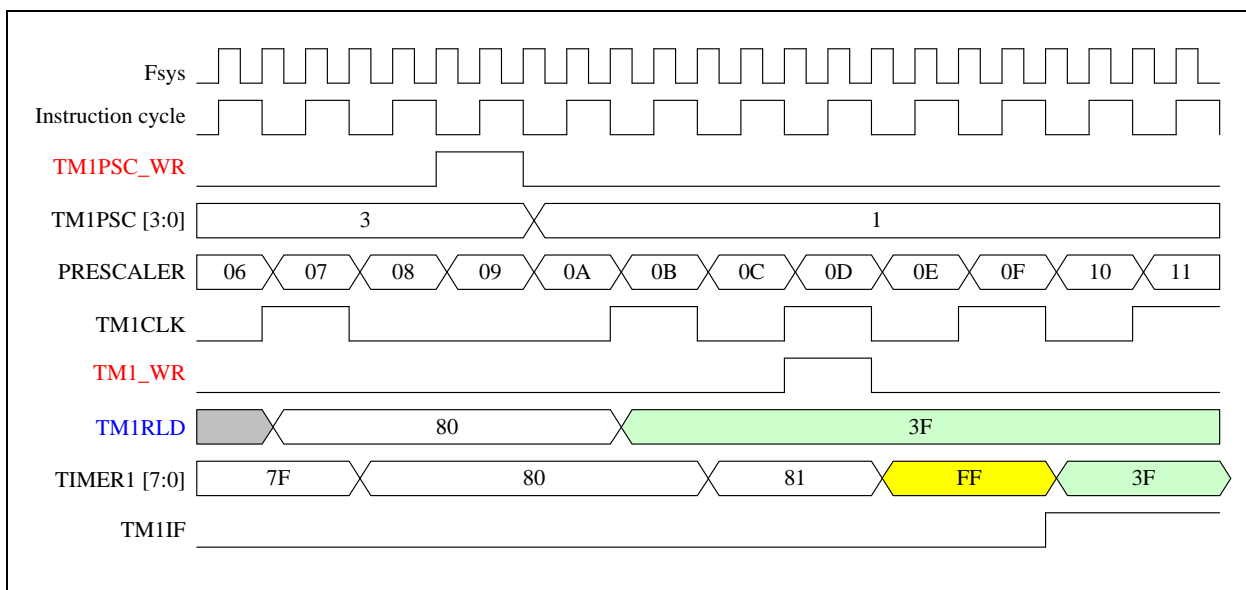 Fsys
Instruction cycle
TM1PSC_WR
TM1PSC [3:0] 3 1
PRESCALER 06 07 08 09 0A 0B 0C 0D 0E 0F 10 11
TM1CLK
TM1_WR
TM1RLD 80 3F
TIMER1 [7:0] 7F 80 81 FF 3F
TM1IF